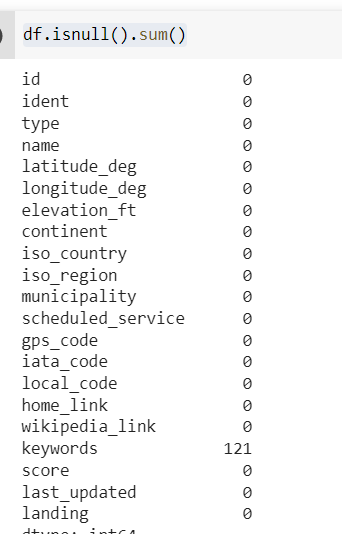 df.isnull().sum()
id 0
ident 0
type 0
name 0
latitude_deg 0
longitude_deg 0
elevation_ft 0
continent 0
iso_country 0
iso_region 0
municipality 0
scheduled_service 0
gps_code 0
iata_code 0
local_code 0
home_link 0
wikipedia_link 0
keywords 121
score 0
last_updated 0
landing 0
dtype: int64